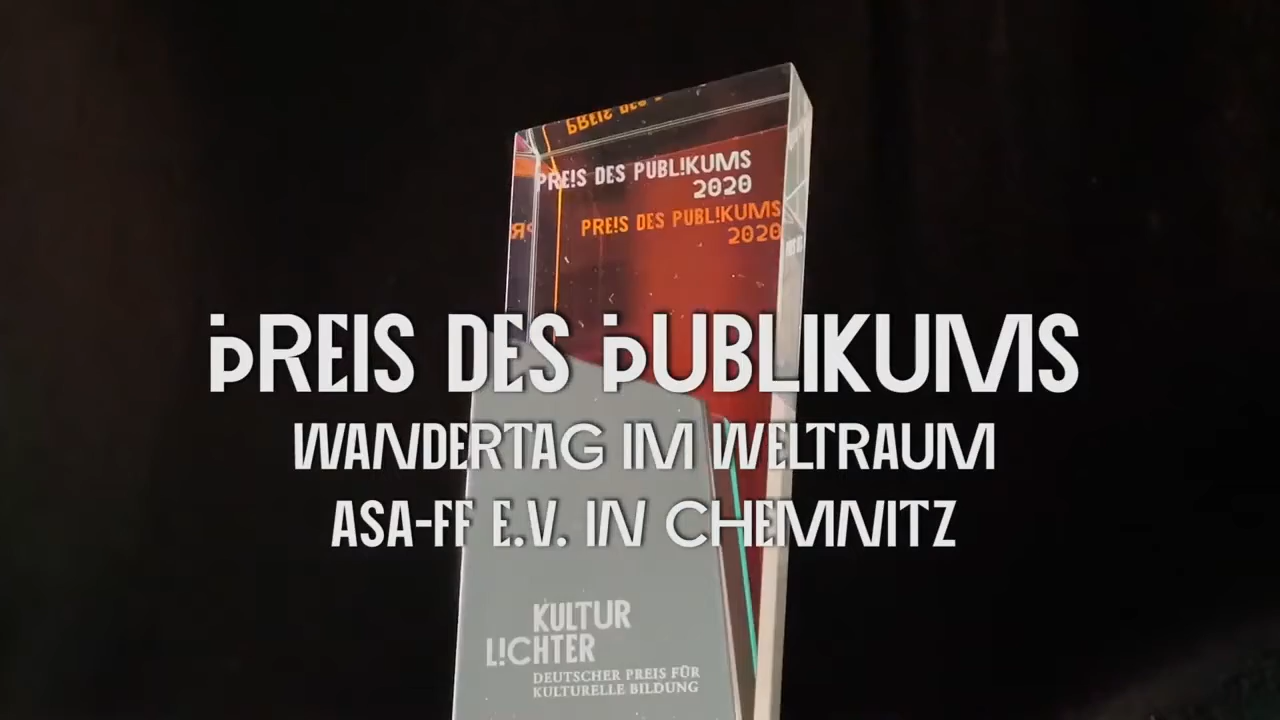 PRE!S DES PUBL!KUMS
2020
PRE!S DES PUBL!KUMS
2020
PREIS DES PUBLIKUMS
WANDERTAG IM WELTRAUM
ASA-FF E.V. IN CHEMNITZ
KULTUR
L!CHTER
DEUTSCHER PREIS FÜR
KULTURELLE BILDUNG